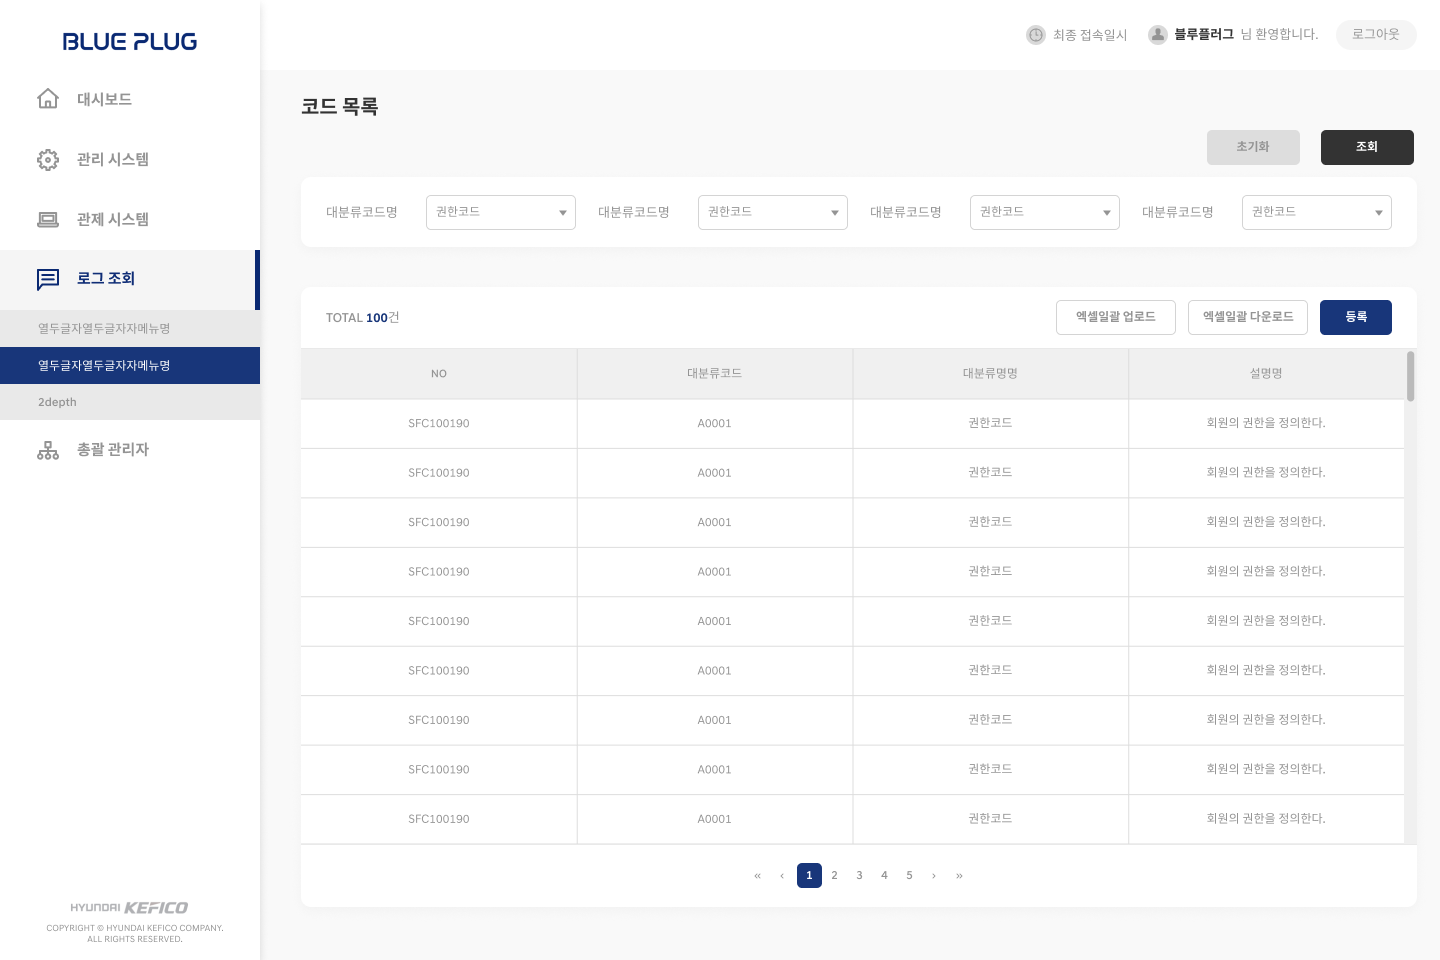 BLUE PLUG
최종 접속일시
블루플러그 님 환영합니다.
로그아웃
대시보드
관리 시스템
관제 시스템
로그 조회
열두글자열두글자자메뉴명
열두글자열두글자자메뉴명
2depth
총괄 관리자
HYUNDAI KEFICO
COPYRIGHT © HYUNDAI KEFICO COMPANY.
ALL RIGHTS RESERVED.
코드 목록
초기화
조회
대분류코드명 권한코드 대분류코드명 권한코드 대분류코드명 권한코드 대분류코드명 권한코드
TOTAL 100건
엑셀일괄 업로드
엑셀일괄 다운로드
등록
NO 대분류코드 대분류명명 설명명
SFC100190 A0001 권한코드 회원의 권한을 정의한다.
SFC100190 A0001 권한코드 회원의 권한을 정의한다.
SFC100190 A0001 권한코드 회원의 권한을 정의한다.
SFC100190 A0001 권한코드 회원의 권한을 정의한다.
SFC100190 A0001 권한코드 회원의 권한을 정의한다.
SFC100190 A0001 권한코드 회원의 권한을 정의한다.
SFC100190 A0001 권한코드 회원의 권한을 정의한다.
SFC100190 A0001 권한코드 회원의 권한을 정의한다.
SFC100190 A0001 권한코드 회원의 권한을 정의한다.
« ‹ 1 2 3 4 5 › »